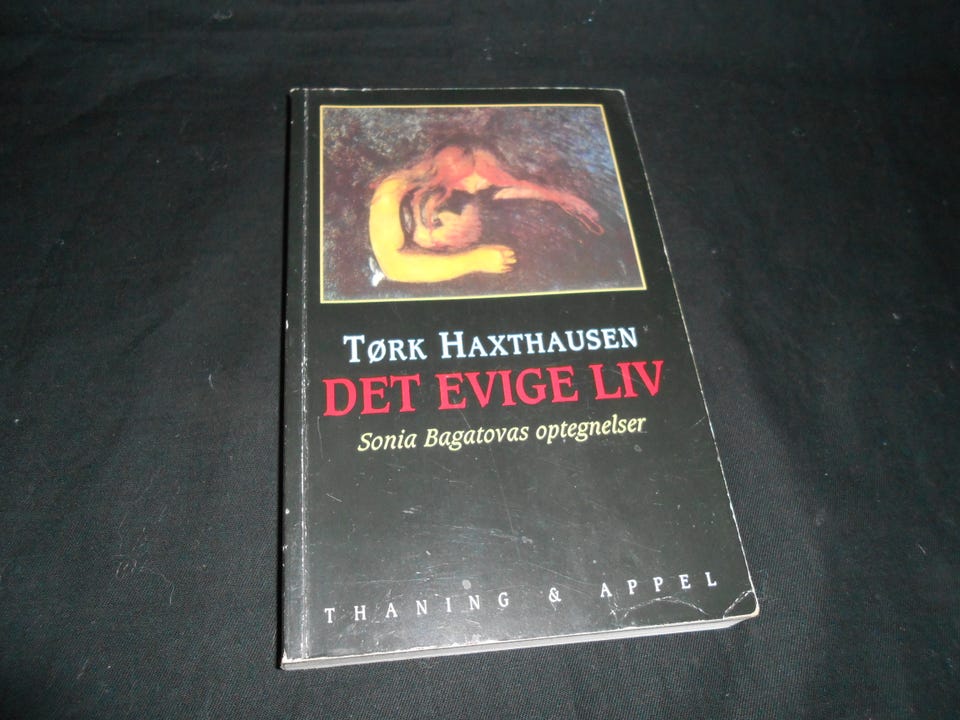 TØRK HAXTHAUSEN
DET EVIGE LIV
Sonia Bagatovas optegnelser
THANING & APPEL